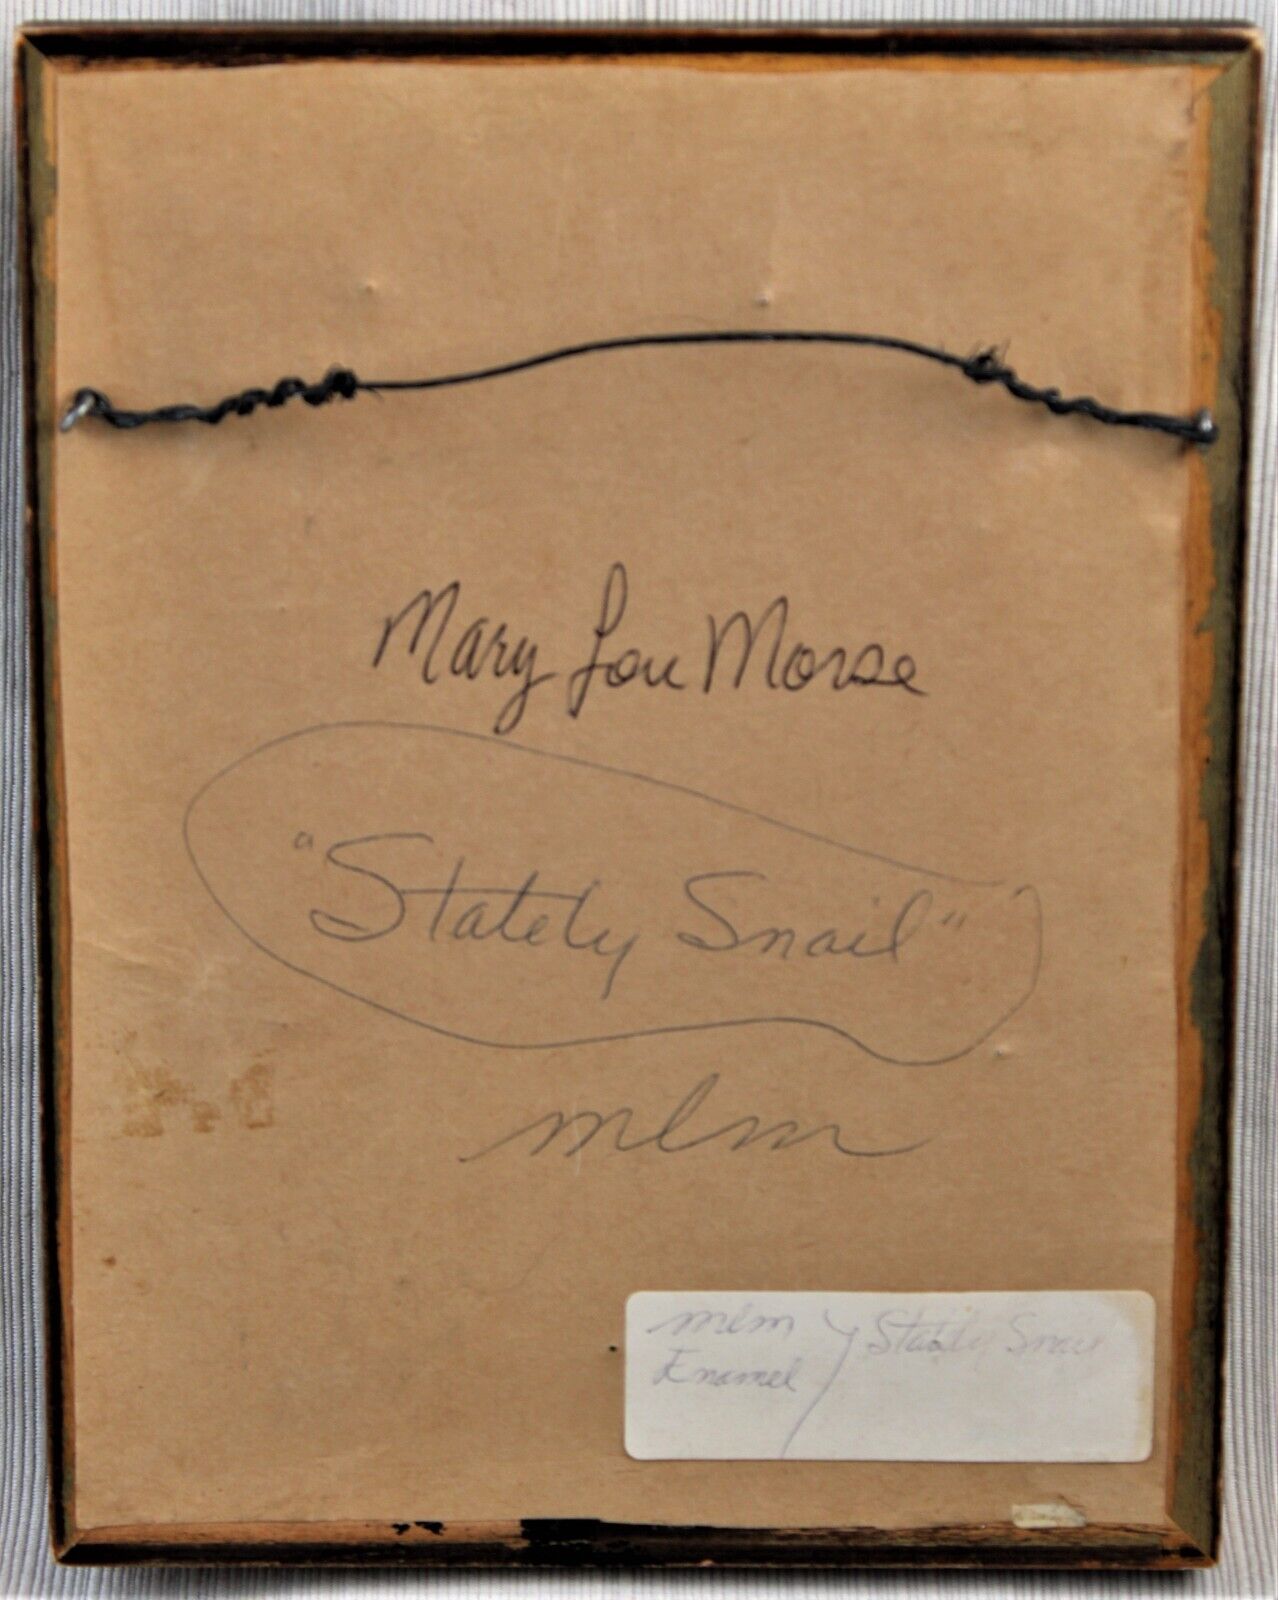 Mary Lou Morse
"Stately Snail"
mlm
mlm
Enamel
Stately Snail